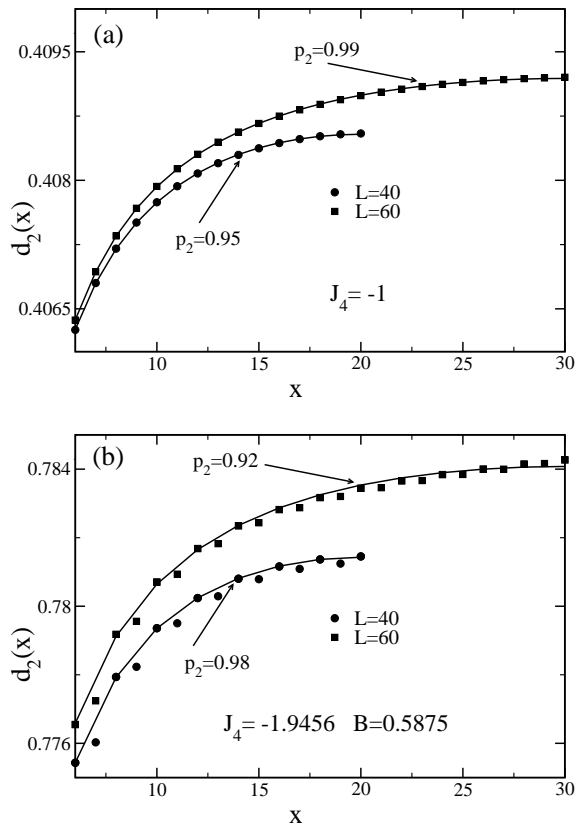 (a)
0.4095
p₂=0.99
0.408
d₂(x)
L=40
L=60
p₂=0.95
0.4065
J₄= -1
10 15 20 25 30
x
(b)
0.784
p₂=0.92
0.78
d₂(x)
L=40
L=60
p₂=0.98
J₄= -1.9456 B=0.5875
0.776
10 15 20 25 30
x